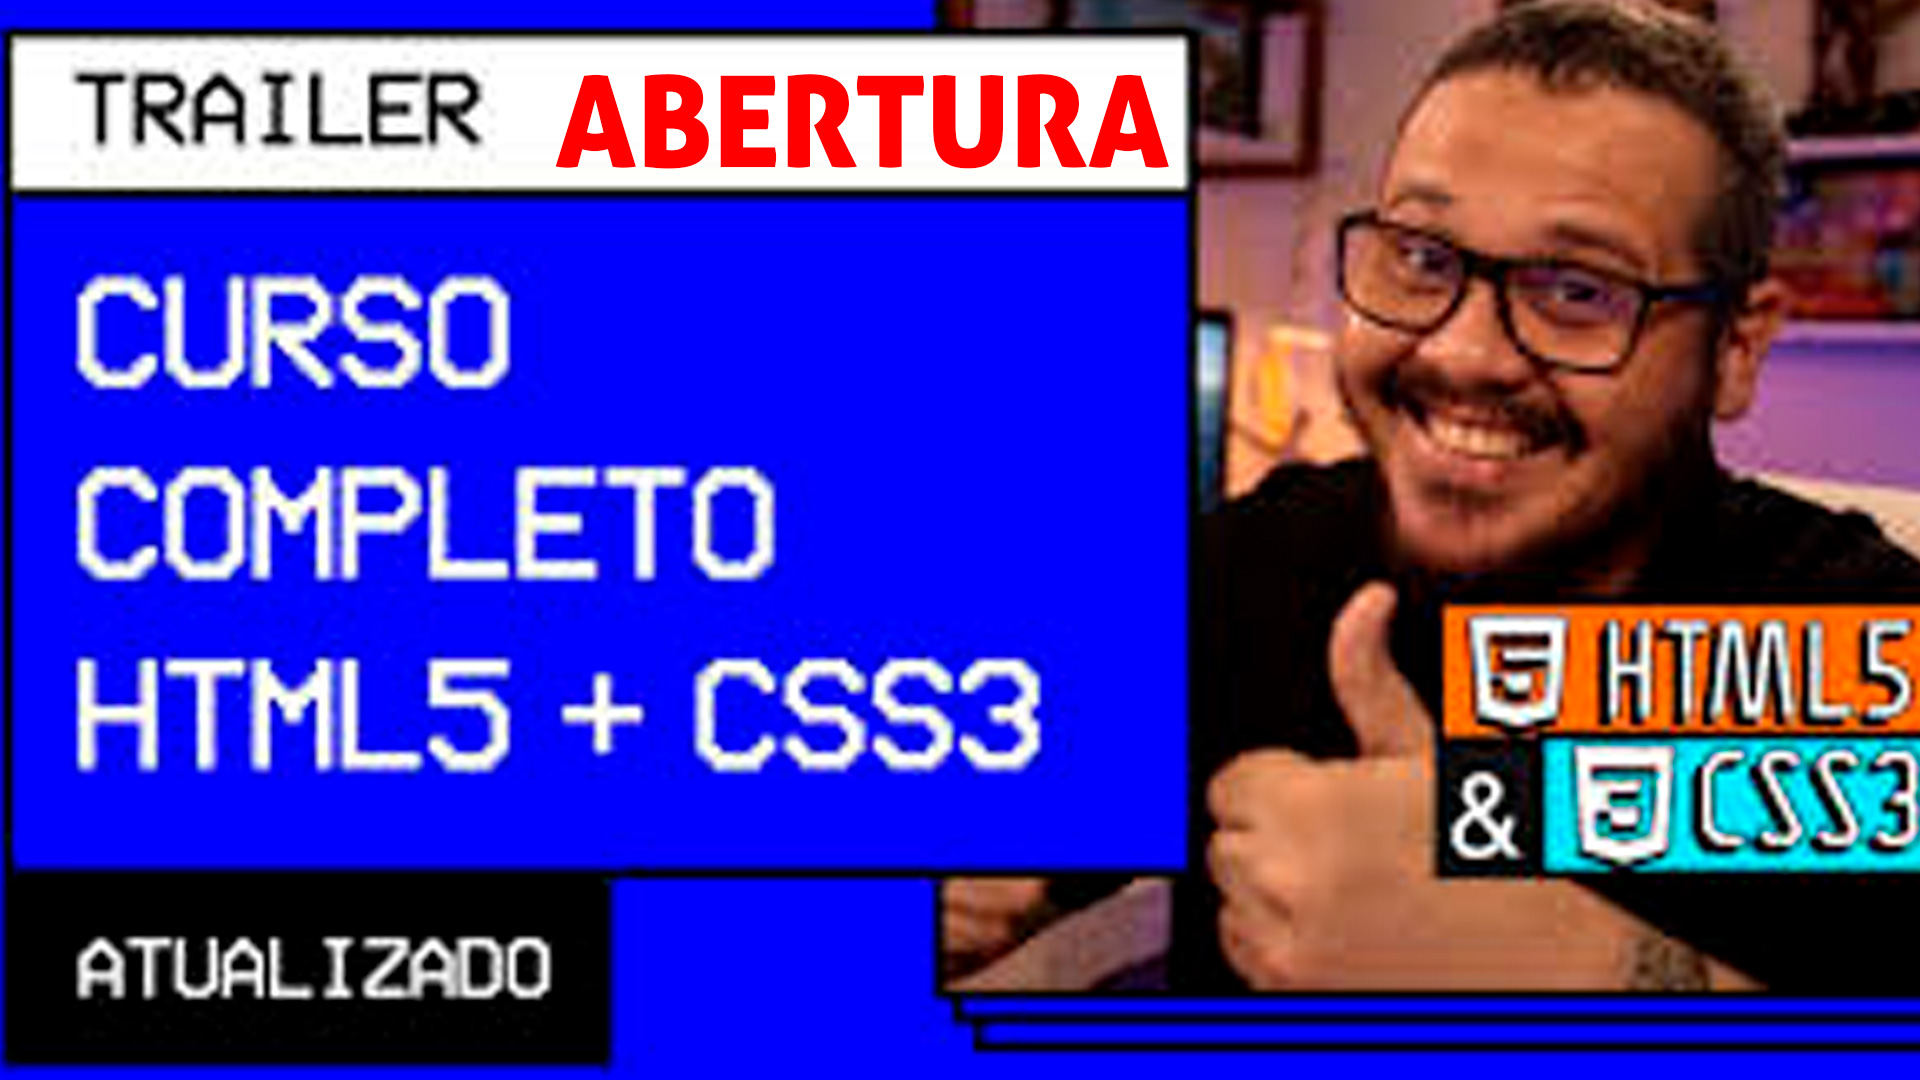 TRAILER ABERTURA
CURSO
COMPLETO
HTML5 + CSS3
ATUALIZADO
HTML5
& CSS3